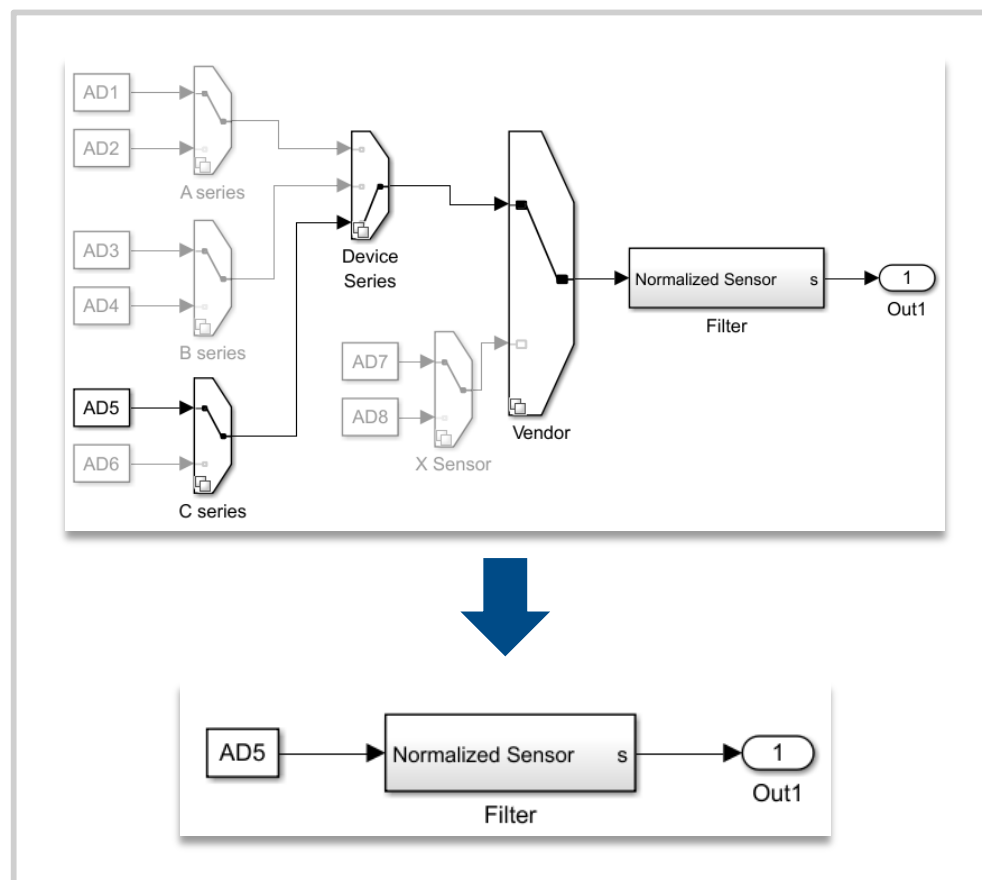 AD1
AD2
A series
AD3
AD4
B series
AD5
AD6
C series
Device
Series
AD7
AD8
X Sensor
Vendor
Normalized Sensor s
Filter
1
Out1
AD5
Normalized Sensor s
Filter
1
Out1